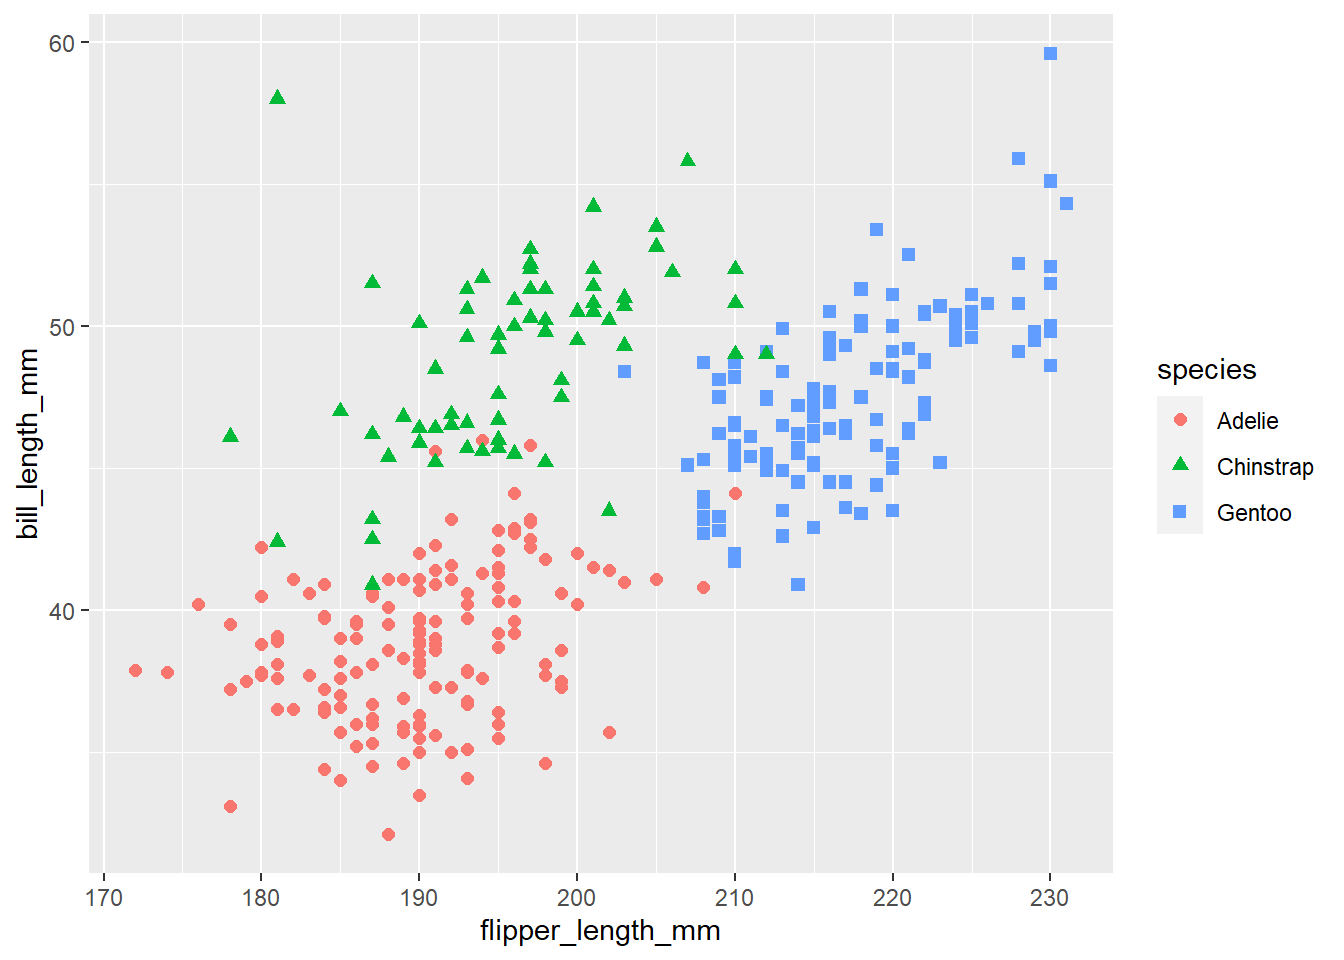 60
50
40
bill_length_mm
170 180 190 200 210 220 230
flipper_length_mm
species
Adelie
Chinstrap
Gentoo